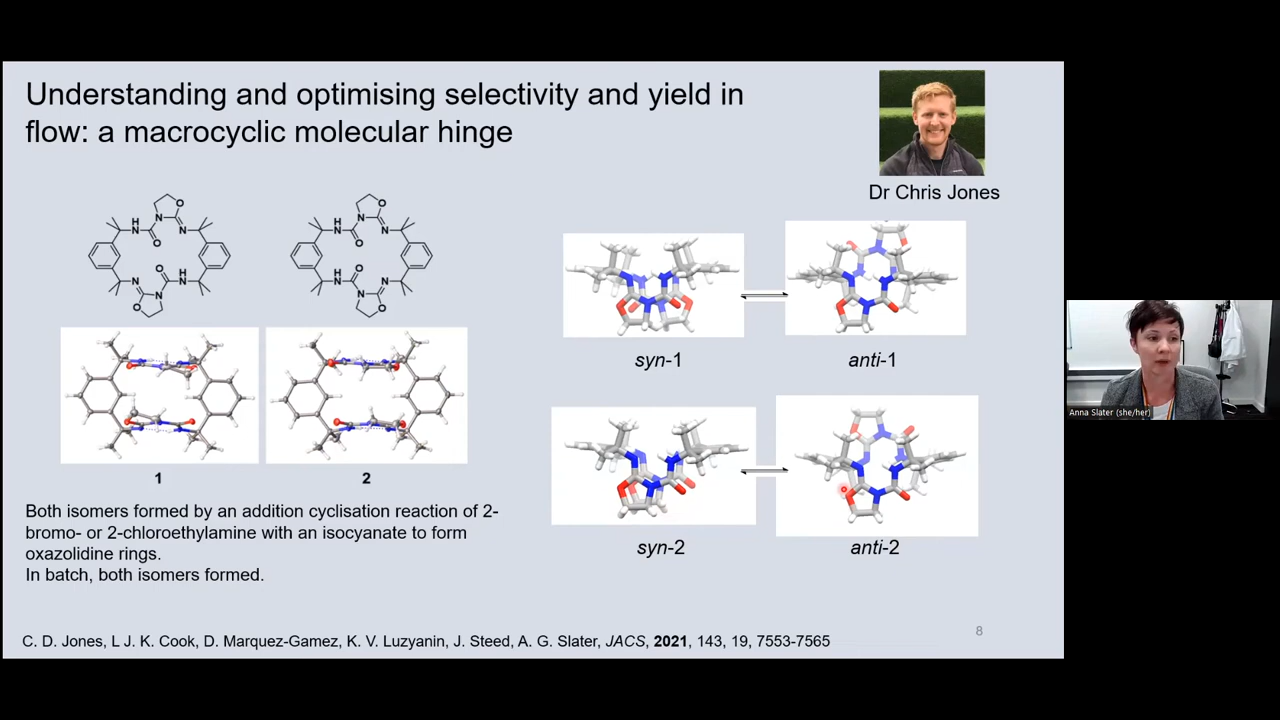 Understanding and optimising selectivity and yield in
flow: a macrocyclic molecular hinge
Dr Chris Jones
O
N
H
N
N
O
O
H
N
N
N
O
O
N
H
N
N
O
O
H
N
N
N
O
1
2
syn-1
anti-1
syn-2
anti-2
Both isomers formed by an addition cyclisation reaction of 2-
bromo- or 2-chloroethylamine with an isocyanate to form
oxazolidine rings.
In batch, both isomers formed.
C. D. Jones, L J. K. Cook, D. Marquez-Gamez, K. V. Luzyanin, J. Steed, A. G. Slater, JACS, 2021, 143, 19, 7553-7565
8
Anna Slater (she/her)